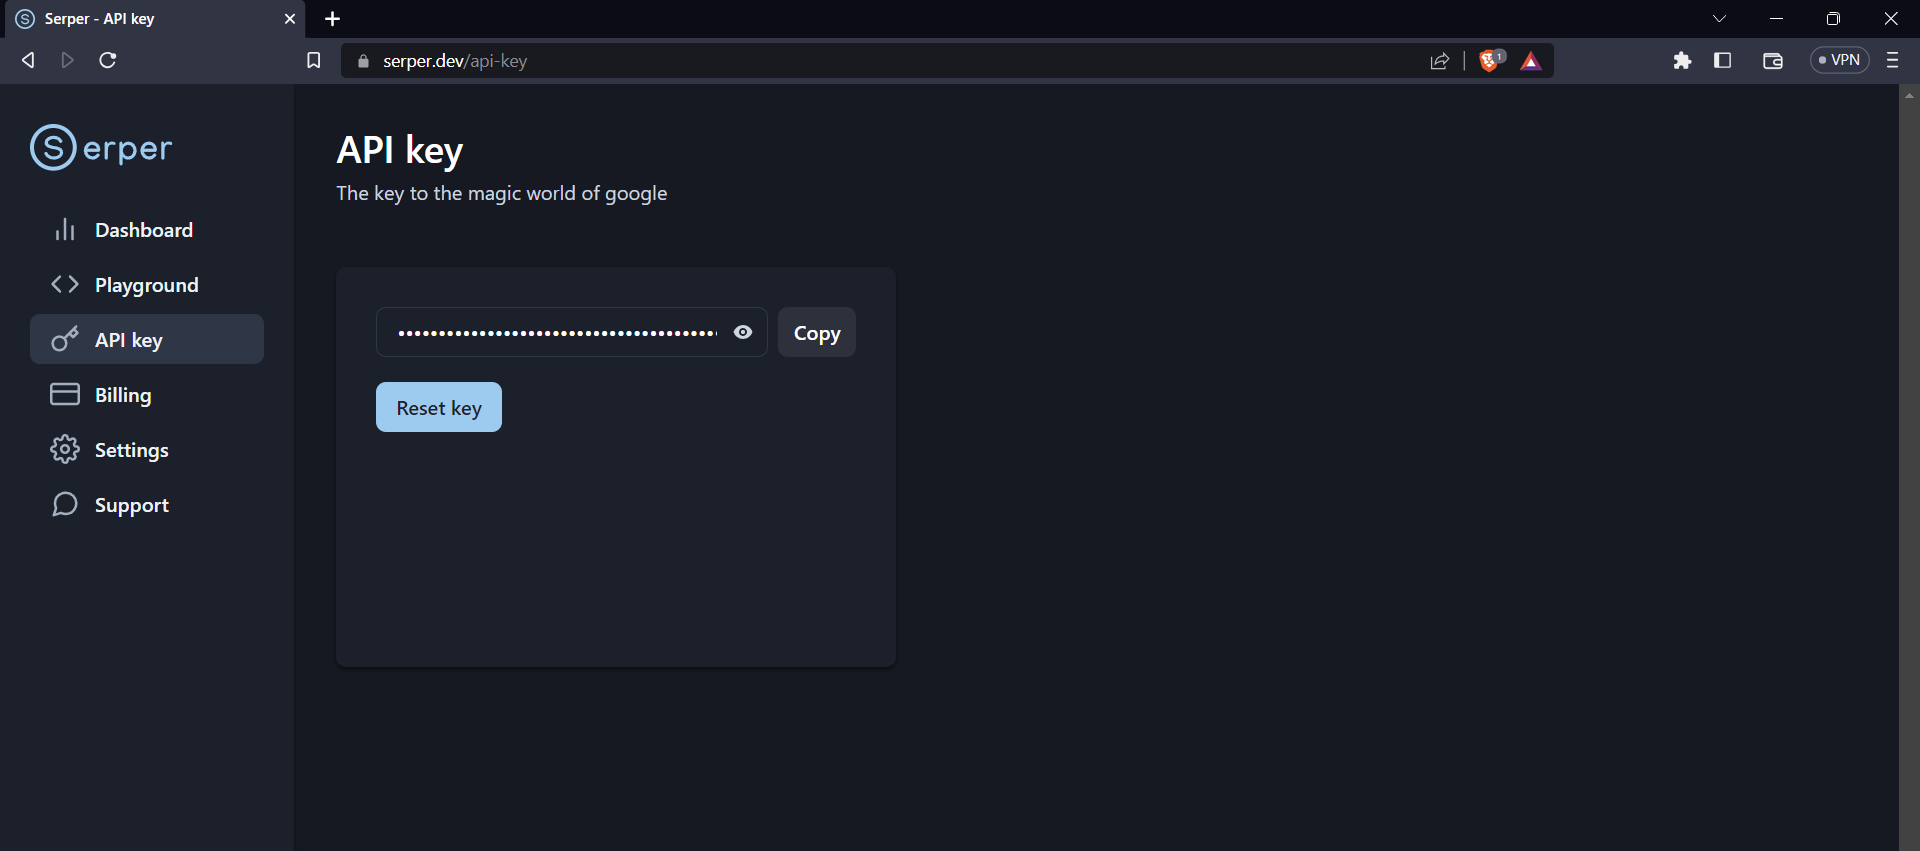 Serper - API key
serper.dev/api-key
1
VPN
Serper
Dashboard
Playground
API key
Billing
Settings
Support
API key
The key to the magic world of google
••••••••••••••••••••••••••••••••••••••••
Copy
Reset key